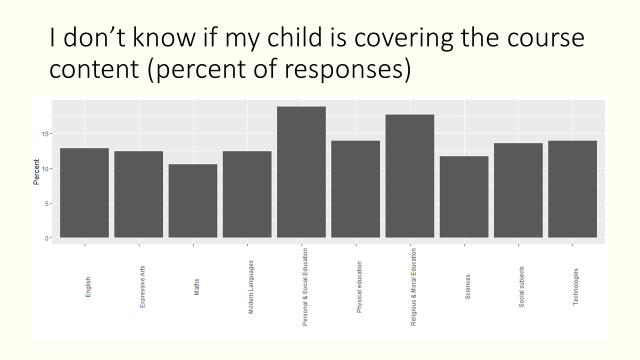 I don’t know if my child is covering the course
content (percent of responses)
Percent
15
10
5
0
English
Expressive Arts
Maths
Modern Languages
Personal & Social Education
Physical education
Religious & Moral Education
Sciences
Social subjects
Technologies